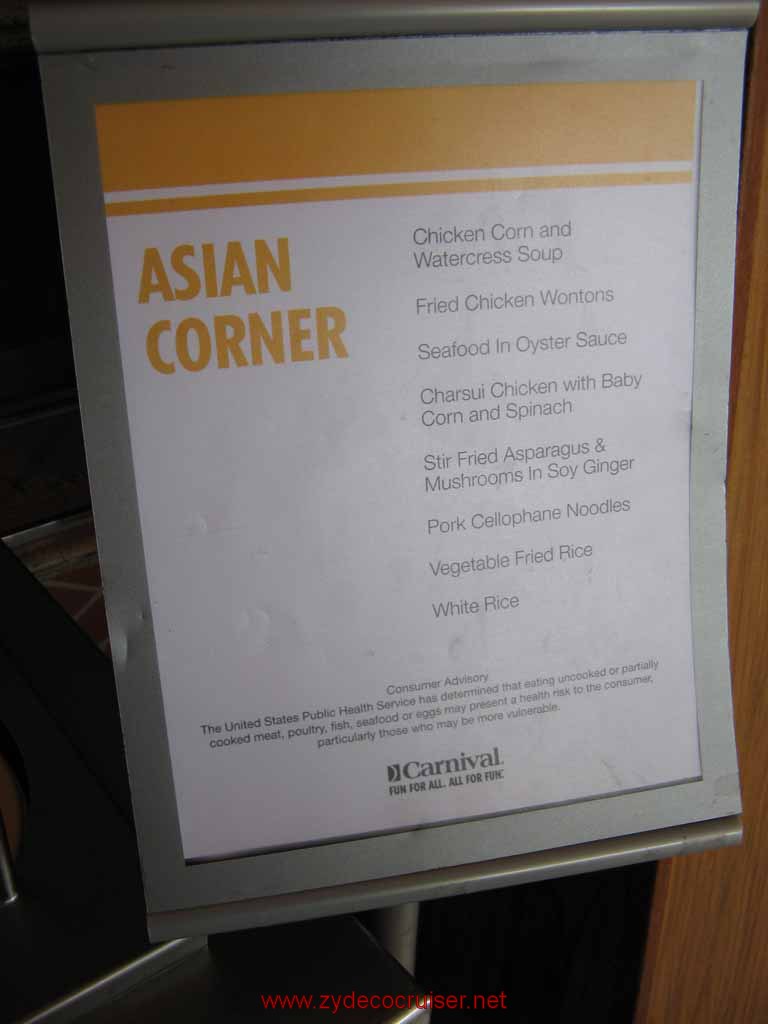 ASIAN
CORNER
Chicken Corn and
Watercress Soup
Fried Chicken Wontons
Seafood In Oyster Sauce
Charsui Chicken with Baby
Corn and Spinach
Stir Fried Asparagus &
Mushrooms In Soy Ginger
Pork Cellophane Noodles
Vegetable Fried Rice
White Rice
Consumer Advisory
The United States Public Health Service has determined that eating uncooked or partially
cooked meat, poultry, fish, seafood or eggs may present a health risk to the consumer,
particularly those who may be more vulnerable.
Carnival
FUN FOR ALL. ALL FOR FUN.
www.zydecocruiser.net